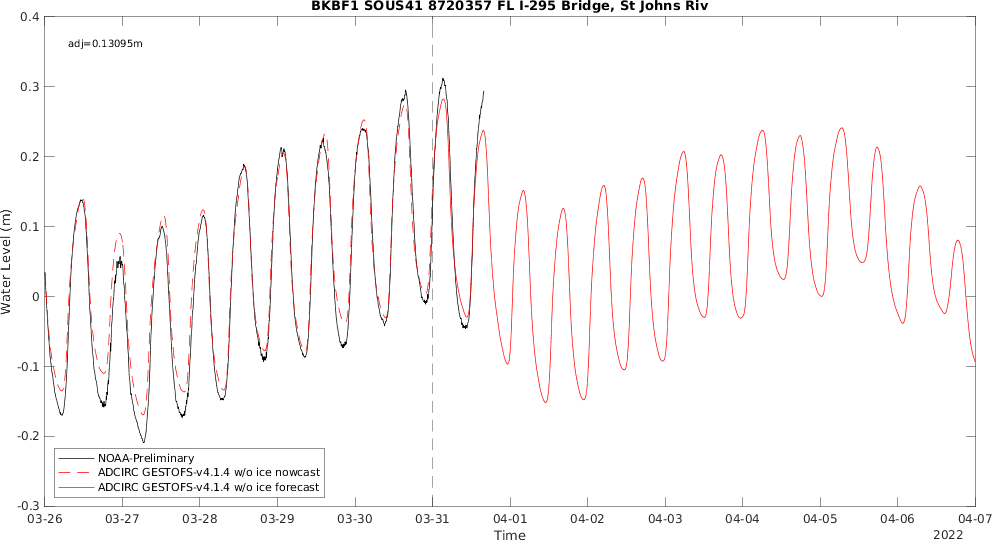 BKBF1 SOUS41 8720357 FL I-295 Bridge, St Johns Riv
adj=0.13095m
0.4
0.3
0.2
0.1
0
-0.1
-0.2
-0.3
Water Level (m)
NOAA-Preliminary
ADCIRC GESTOFS-v4.1.4 w/o ice nowcast
ADCIRC GESTOFS-v4.1.4 w/o ice forecast
03-26 03-27 03-28 03-29 03-30 03-31 04-01 04-02 04-03 04-04 04-05 04-06 04-07
Time
2022